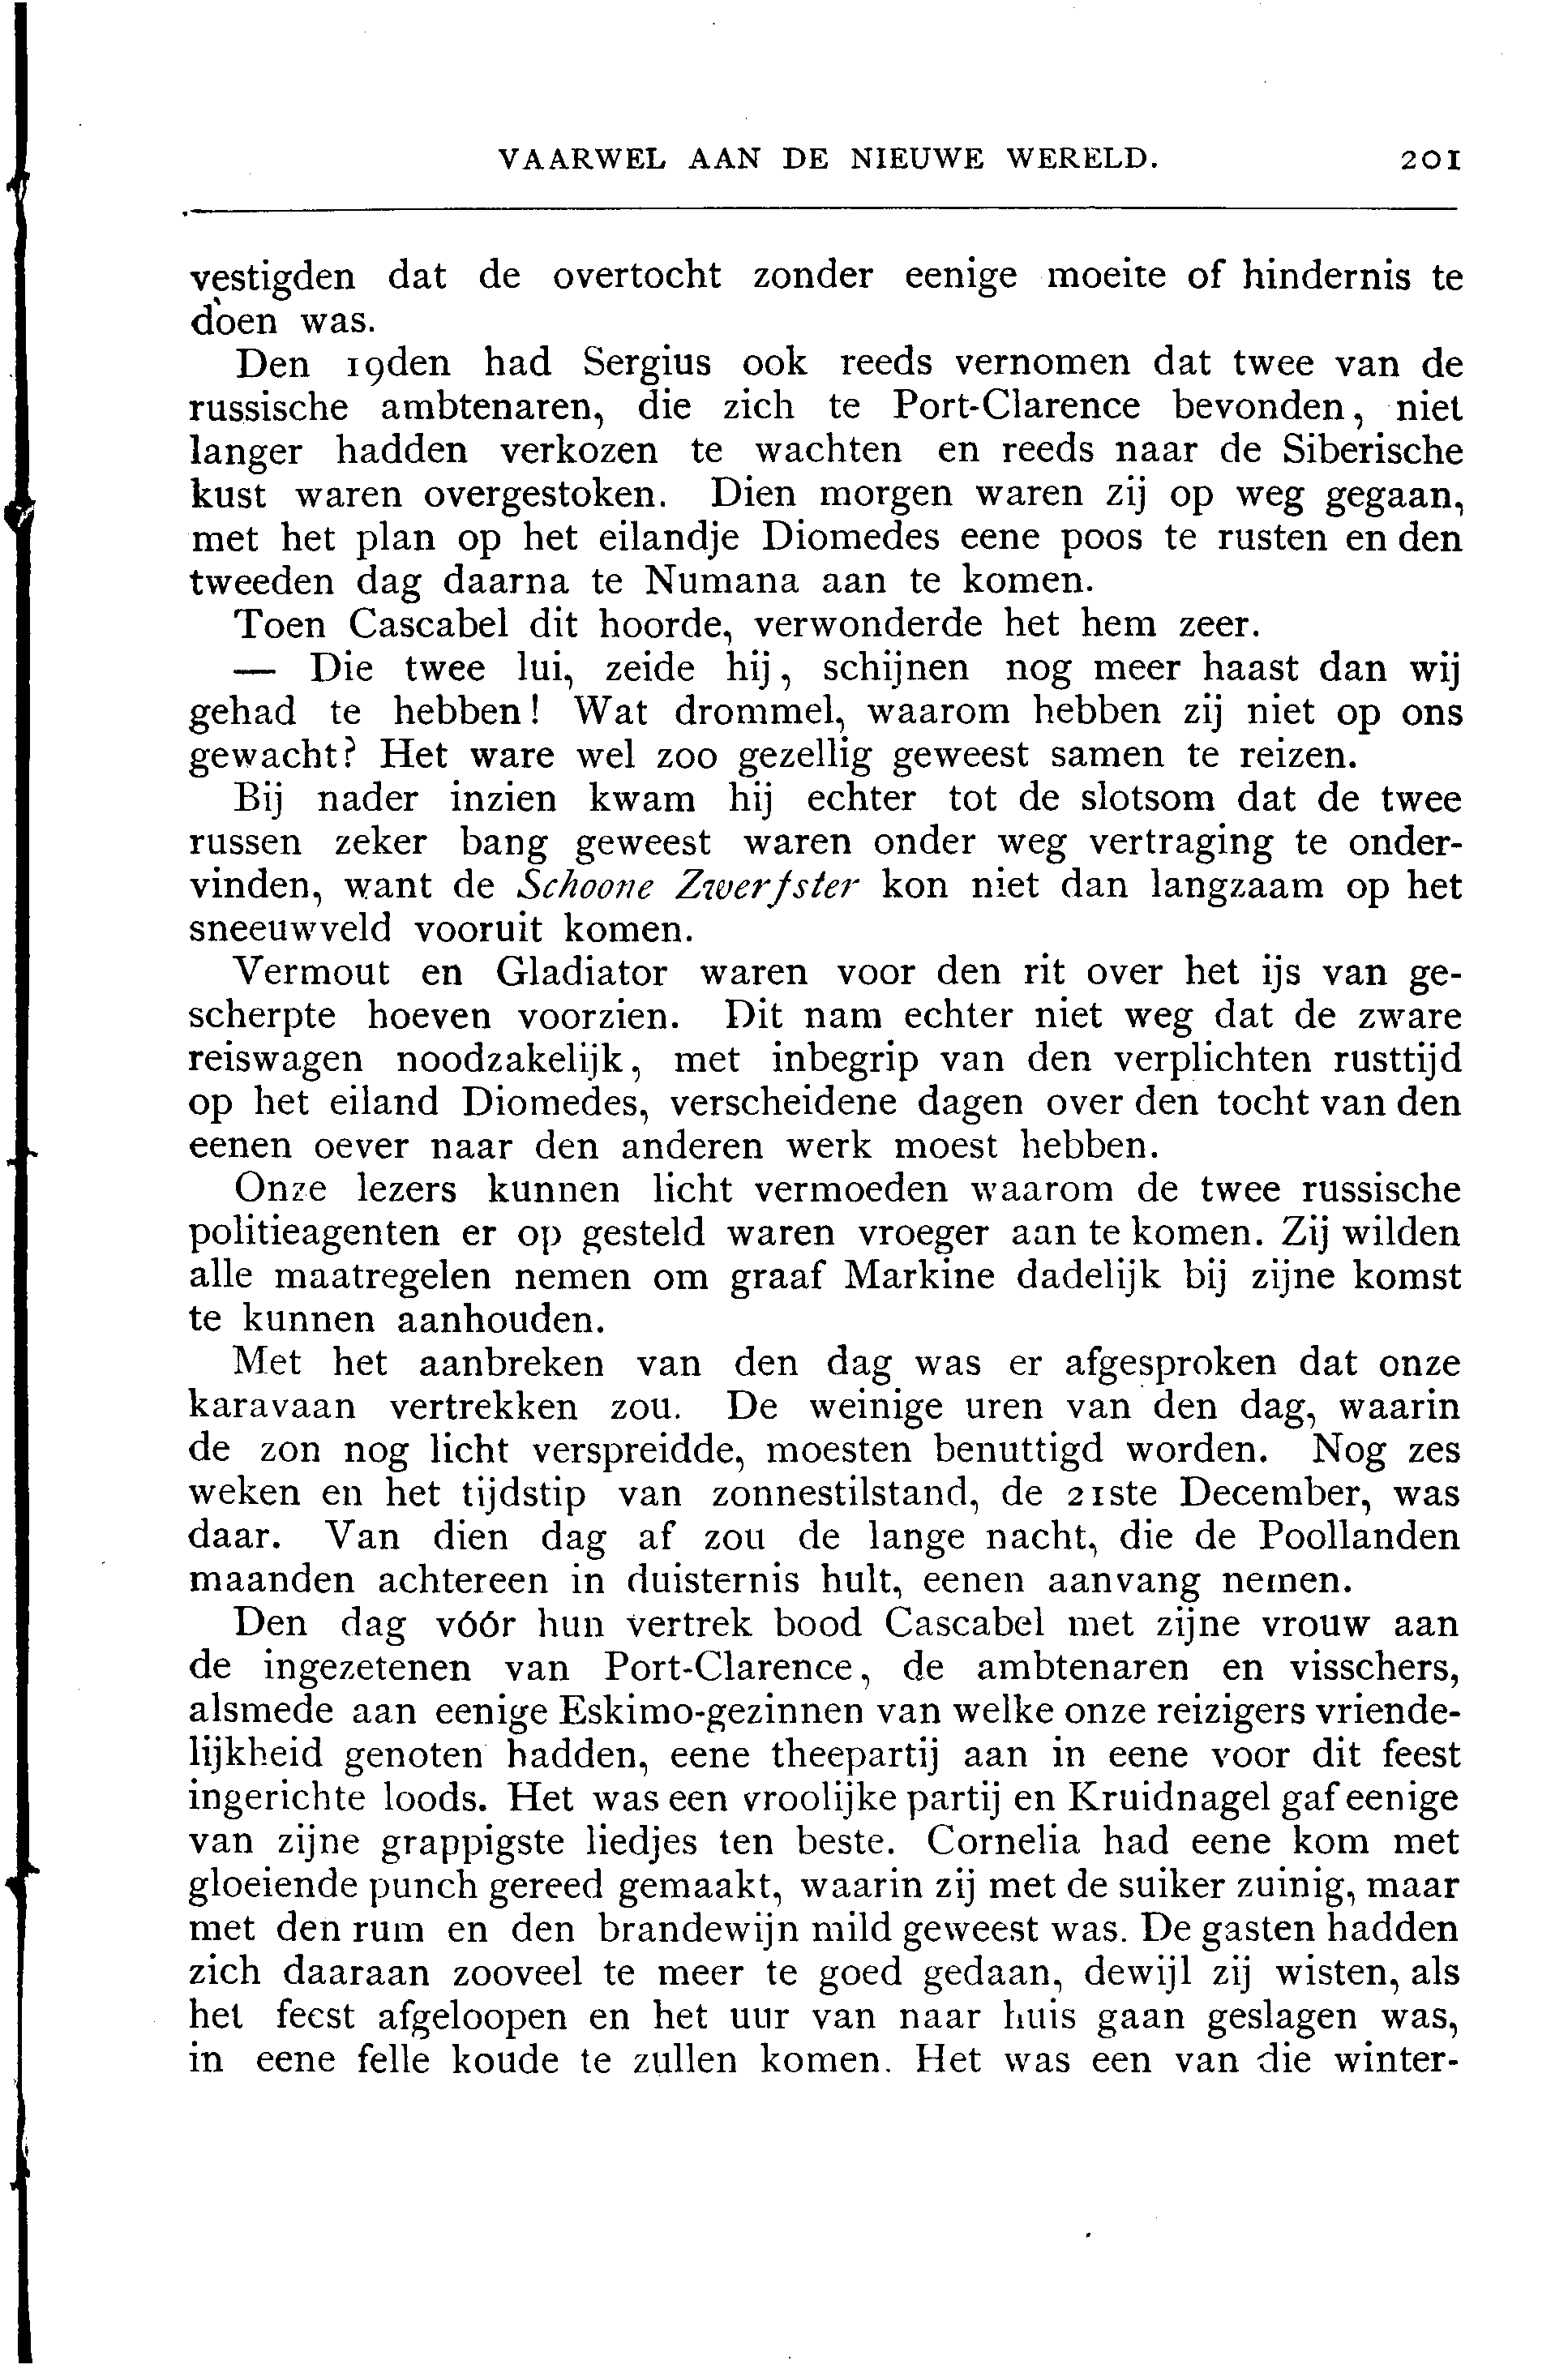 VAARWEL AAN DE NIEUWE WERELD. 201
vestigden dat de overtocht zonder eenige moeite of hindernis te
doen was.
Den 19den had Sergius ook reeds vernomen dat twee van de
russische ambtenaren, die zich te Port-Clarence bevonden, niet
langer hadden verkozen te wachten en reeds naar de Siberische
kust waren overgestoken. Dien morgen waren zij op weg gegaan,
met het plan op het eilandje Diomedes eene poos te rusten en den
tweeden dag daarna te Numana aan te komen.
Toen Cascabel dit hoorde, verwonderde het hem zeer.
— Die twee lui, zeide hij, schijnen nog meer haast dan wij
gehad te hebben! Wat drommel, waarom hebben zij niet op ons
gewacht? Het ware wel zoo gezellig geweest samen te reizen.
Bij nader inzien kwam hij echter tot de slotsom dat de twee
russen zeker bang geweest waren onder weg vertraging te onder-
vinden, want de Schoone Zwerfster kon niet dan langzaam op het
sneeuwveld vooruit komen.
Vermout en Gladiator waren voor den rit over het ijs van ge-
scherpte hoeven voorzien. Dit nam echter niet weg dat de zware
reiswagen noodzakelijk, met inbegrip van den verplichten rusttijd
op het eiland Diomedes, verscheidene dagen over den tocht van den
eenen oever naar den anderen werk moest hebben.
Onze lezers kunnen licht vermoeden waarom de twee russische
politieagenten er op gesteld waren vroeger aan te komen. Zij wilden
alle maatregelen nemen om graaf Markine dadelijk bij zijne komst
te kunnen aanhouden.
Met het aanbreken van den dag was er afgesproken dat onze
karavaan vertrekken zou. De weinige uren van den dag, waarin
de zon nog licht verspreidde, moesten benuttigd worden. Nog zes
weken en het tijdstip van zonnestilstand, de 21ste December, was
daar. Van dien dag af zou de lange nacht, die de Poollanden
maanden achtereen in duisternis hult, eenen aanvang nemen.
Den dag vóór hun vertrek bood Cascabel met zijne vrouw aan
de ingezetenen van Port-Clarence, de ambtenaren en visschers,
alsmede aan eenige Eskimo-gezinnen van welke onze reizigers vriende-
lijkheid genoten hadden, eene theepartij aan in eene voor dit feest
ingerichte loods. Het was een vroolijke partij en Kruidnagel gaf eenige
van zijne grappigste liedjes ten beste. Cornelia had eene kom met
gloeiende punch gereed gemaakt, waarin zij met de suiker zuinig, maar
met den rum en den brandewijn mild geweest was. De gasten hadden
zich daaraan zooveel te meer te goed gedaan, dewijl zij wisten, als
het feest afgeloopen en het uur van naar huis gaan geslagen was,
in eene felle koude te zullen komen. Het was een van die winter-